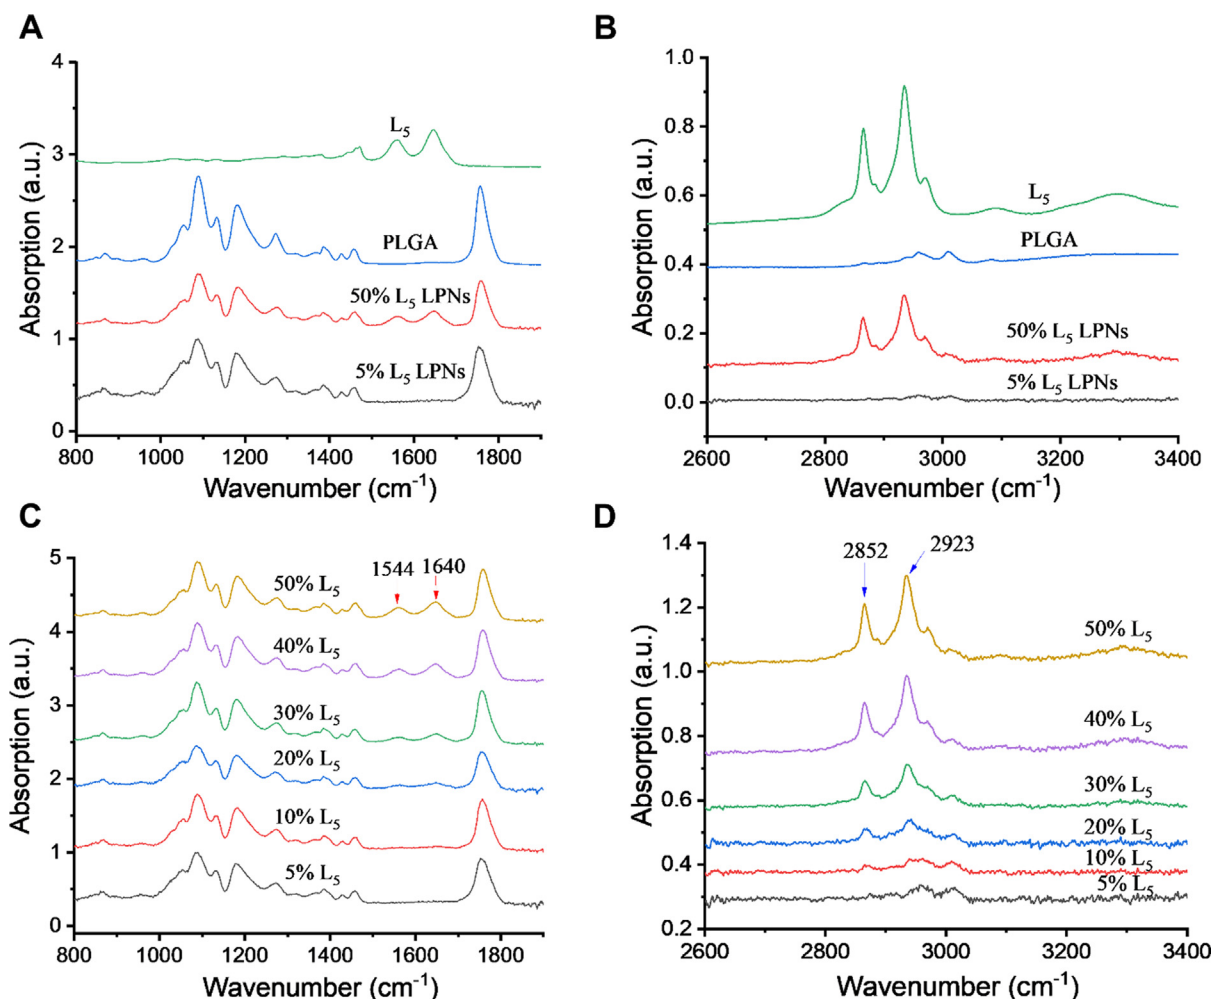 A
4
3
2
1
0
Absorption (a.u.)
L5
PLGA
50% L5 LPNs
5% L5 LPNs
800 1000 1200 1400 1600 1800
Wavenumber (cm-1)
B
1.0
0.8
0.6
0.4
0.2
0.0
Absorption (a.u.)
L5
PLGA
50% L5 LPNs
5% L5 LPNs
2600 2800 3000 3200 3400
Wavenumber (cm-1)
C
5
4
3
2
1
0
Absorption (a.u.)
1544 1640
50% L5
40% L5
30% L5
20% L5
10% L5
5% L5
800 1000 1200 1400 1600 1800
Wavenumber (cm-1)
D
1.4
1.2
1.0
0.8
0.6
0.4
0.2
Absorption (a.u.)
2852 2923
50% L5
40% L5
30% L5
20% L5
10% L5
5% L5
2600 2800 3000 3200 3400
Wavenumber (cm-1)